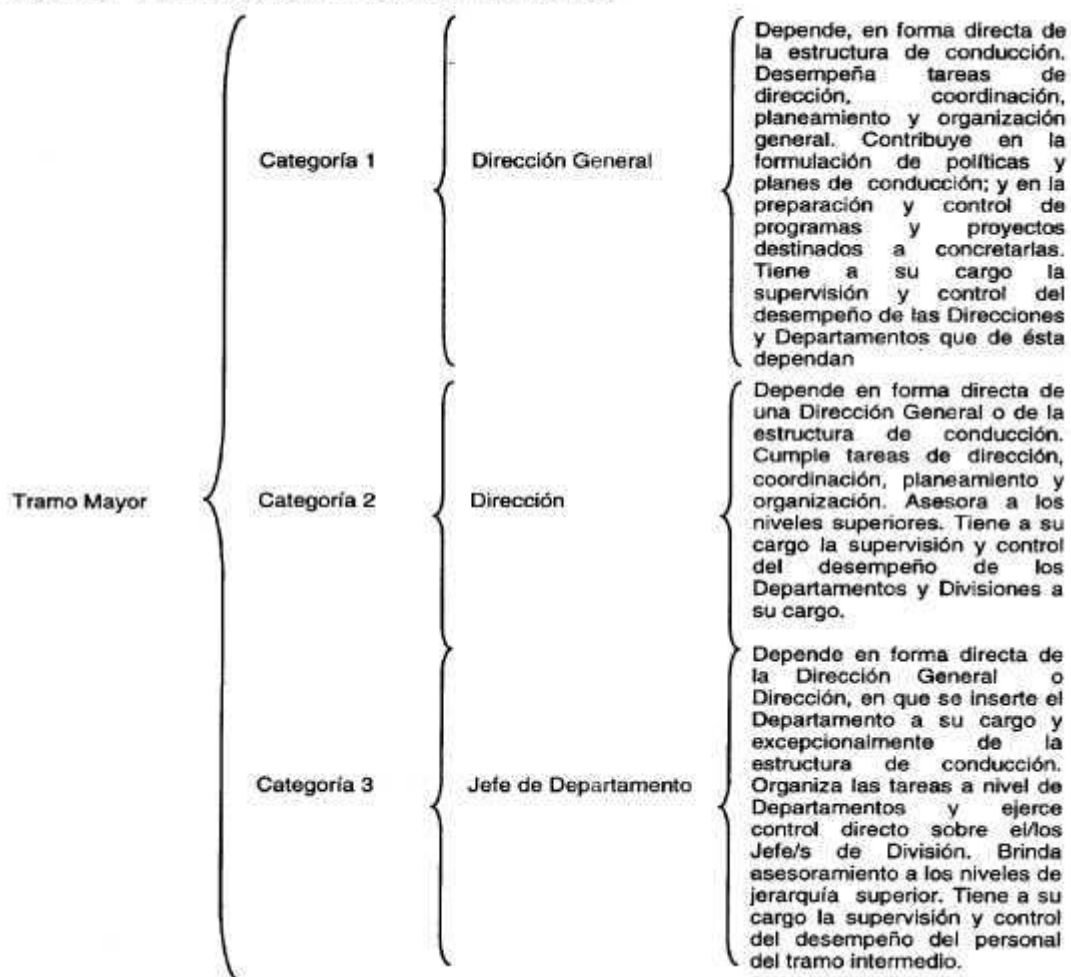 Categoría 1
Dirección General
Depende, en forma directa de
la estructura de conducción.
Desempeña tareas de
dirección, coordinación,
planeamiento y organización
general. Contribuye en la
formulación de políticas y
planes de conducción; y en la
preparación y control de
programas y proyectos
destinados a concretarlas.
Tiene a su cargo la
supervisión y control del
desempeño de las Direcciones
y Departamentos que de ésta
dependan
Tramo Mayor
Categoría 2
Dirección
Depende en forma directa de
una Dirección General o de la
estructura de conducción.
Cumple tareas de dirección,
coordinación, planeamiento y
organización. Asesora a los
niveles superiores. Tiene a su
cargo la supervisión y control
del desempeño de los
Departamentos y Divisiones a
su cargo.
Categoría 3
Jefe de Departamento
Depende en forma directa de
la Dirección General o
Dirección, en que se inserte el
Departamento a su cargo y
excepcionalmente de la
estructura de conducción.
Organiza las tareas a nivel de
Departamentos y ejerce
control directo sobre el/los
Jefe/s de División. Brinda
asesoramiento a los niveles de
jerarquía superior. Tiene a su
cargo la supervisión y control
del desempeño del personal
del tramo intermedio.